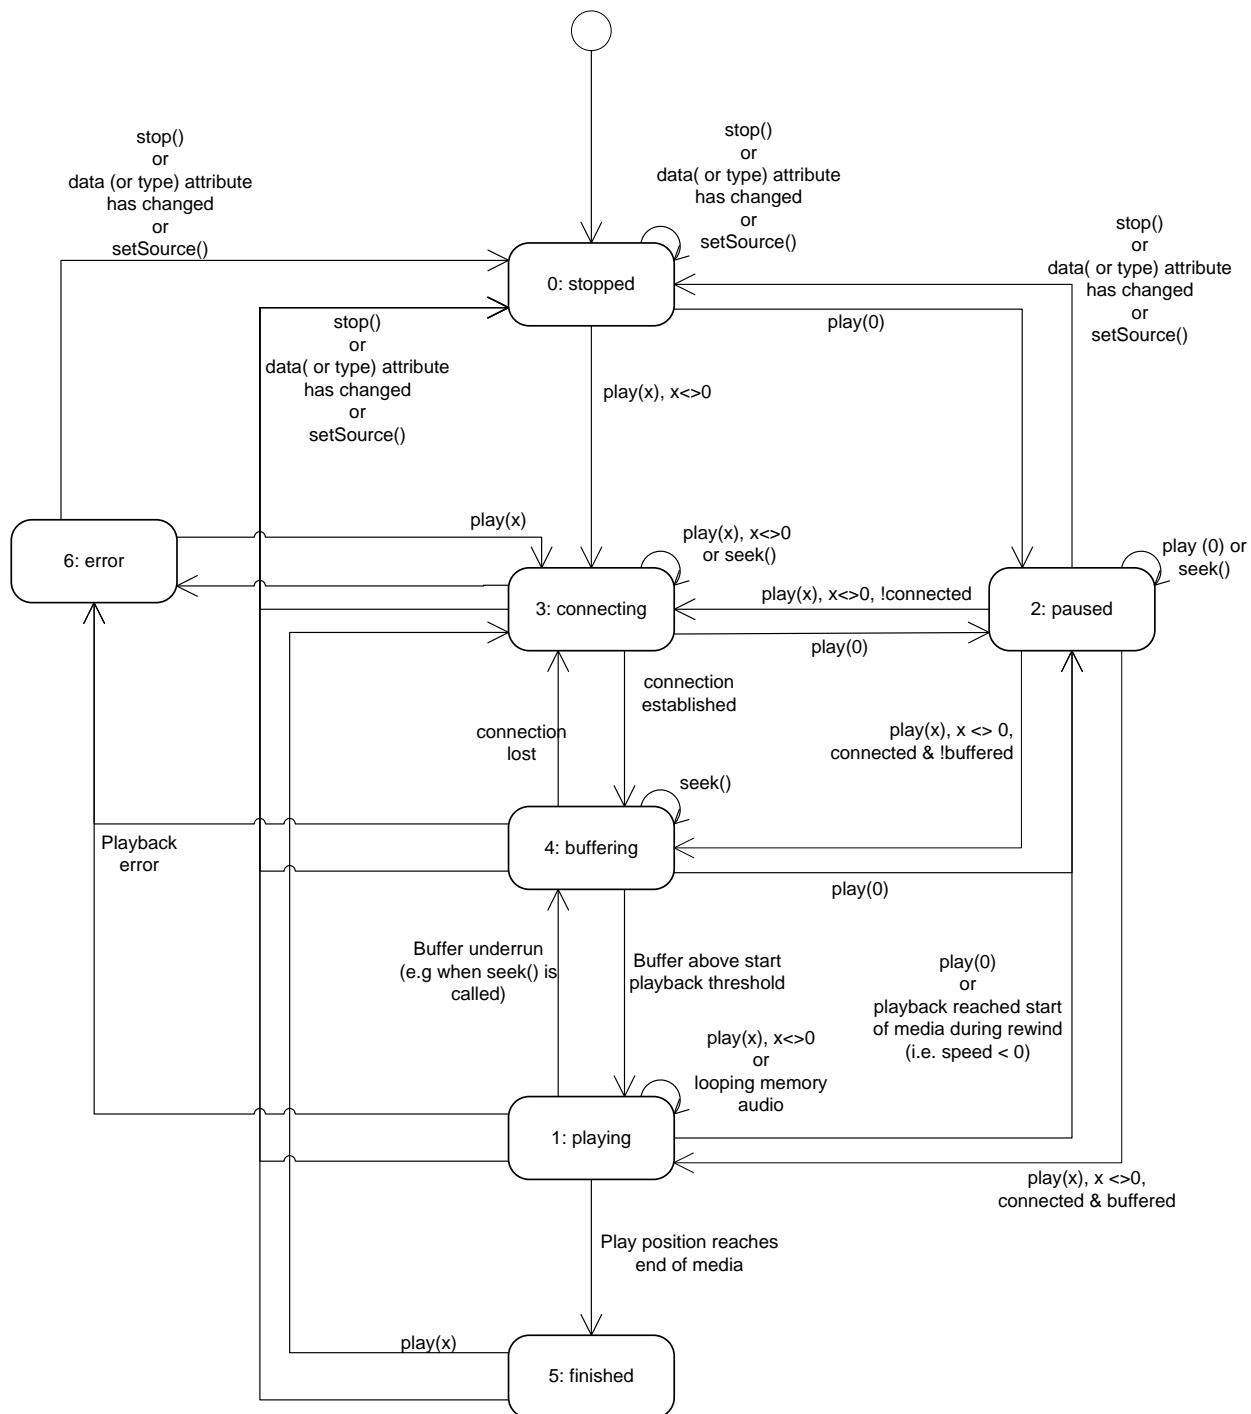 stop()
or
data (or type) attribute
has changed
or
setSource()
stop()
or
data( or type) attribute
has changed
or
setSource()
stop()
or
data( or type) attribute
has changed
or
setSource()
0: stopped
play(0)
stop()
or
data( or type) attribute
has changed
or
setSource()
play(x), x<>0
play(x)
play(x), x<>0
or seek()
play (0) or
seek()
6: error
3: connecting
play(x), x<>0, !connected
2: paused
play(0)
connection
established
connection
lost
play(x), x <> 0,
connected & !buffered
seek()
Playback
error
4: buffering
play(0)
Buffer underrun
(e.g when seek() is
called)
Buffer above start
playback threshold
play(0)
or
playback reached start
of media during rewind
(i.e. speed < 0)
play(x), x<>0
or
looping memory
audio
1: playing
play(x), x <>0,
connected & buffered
Play position reaches
end of media
play(x)
5: finished